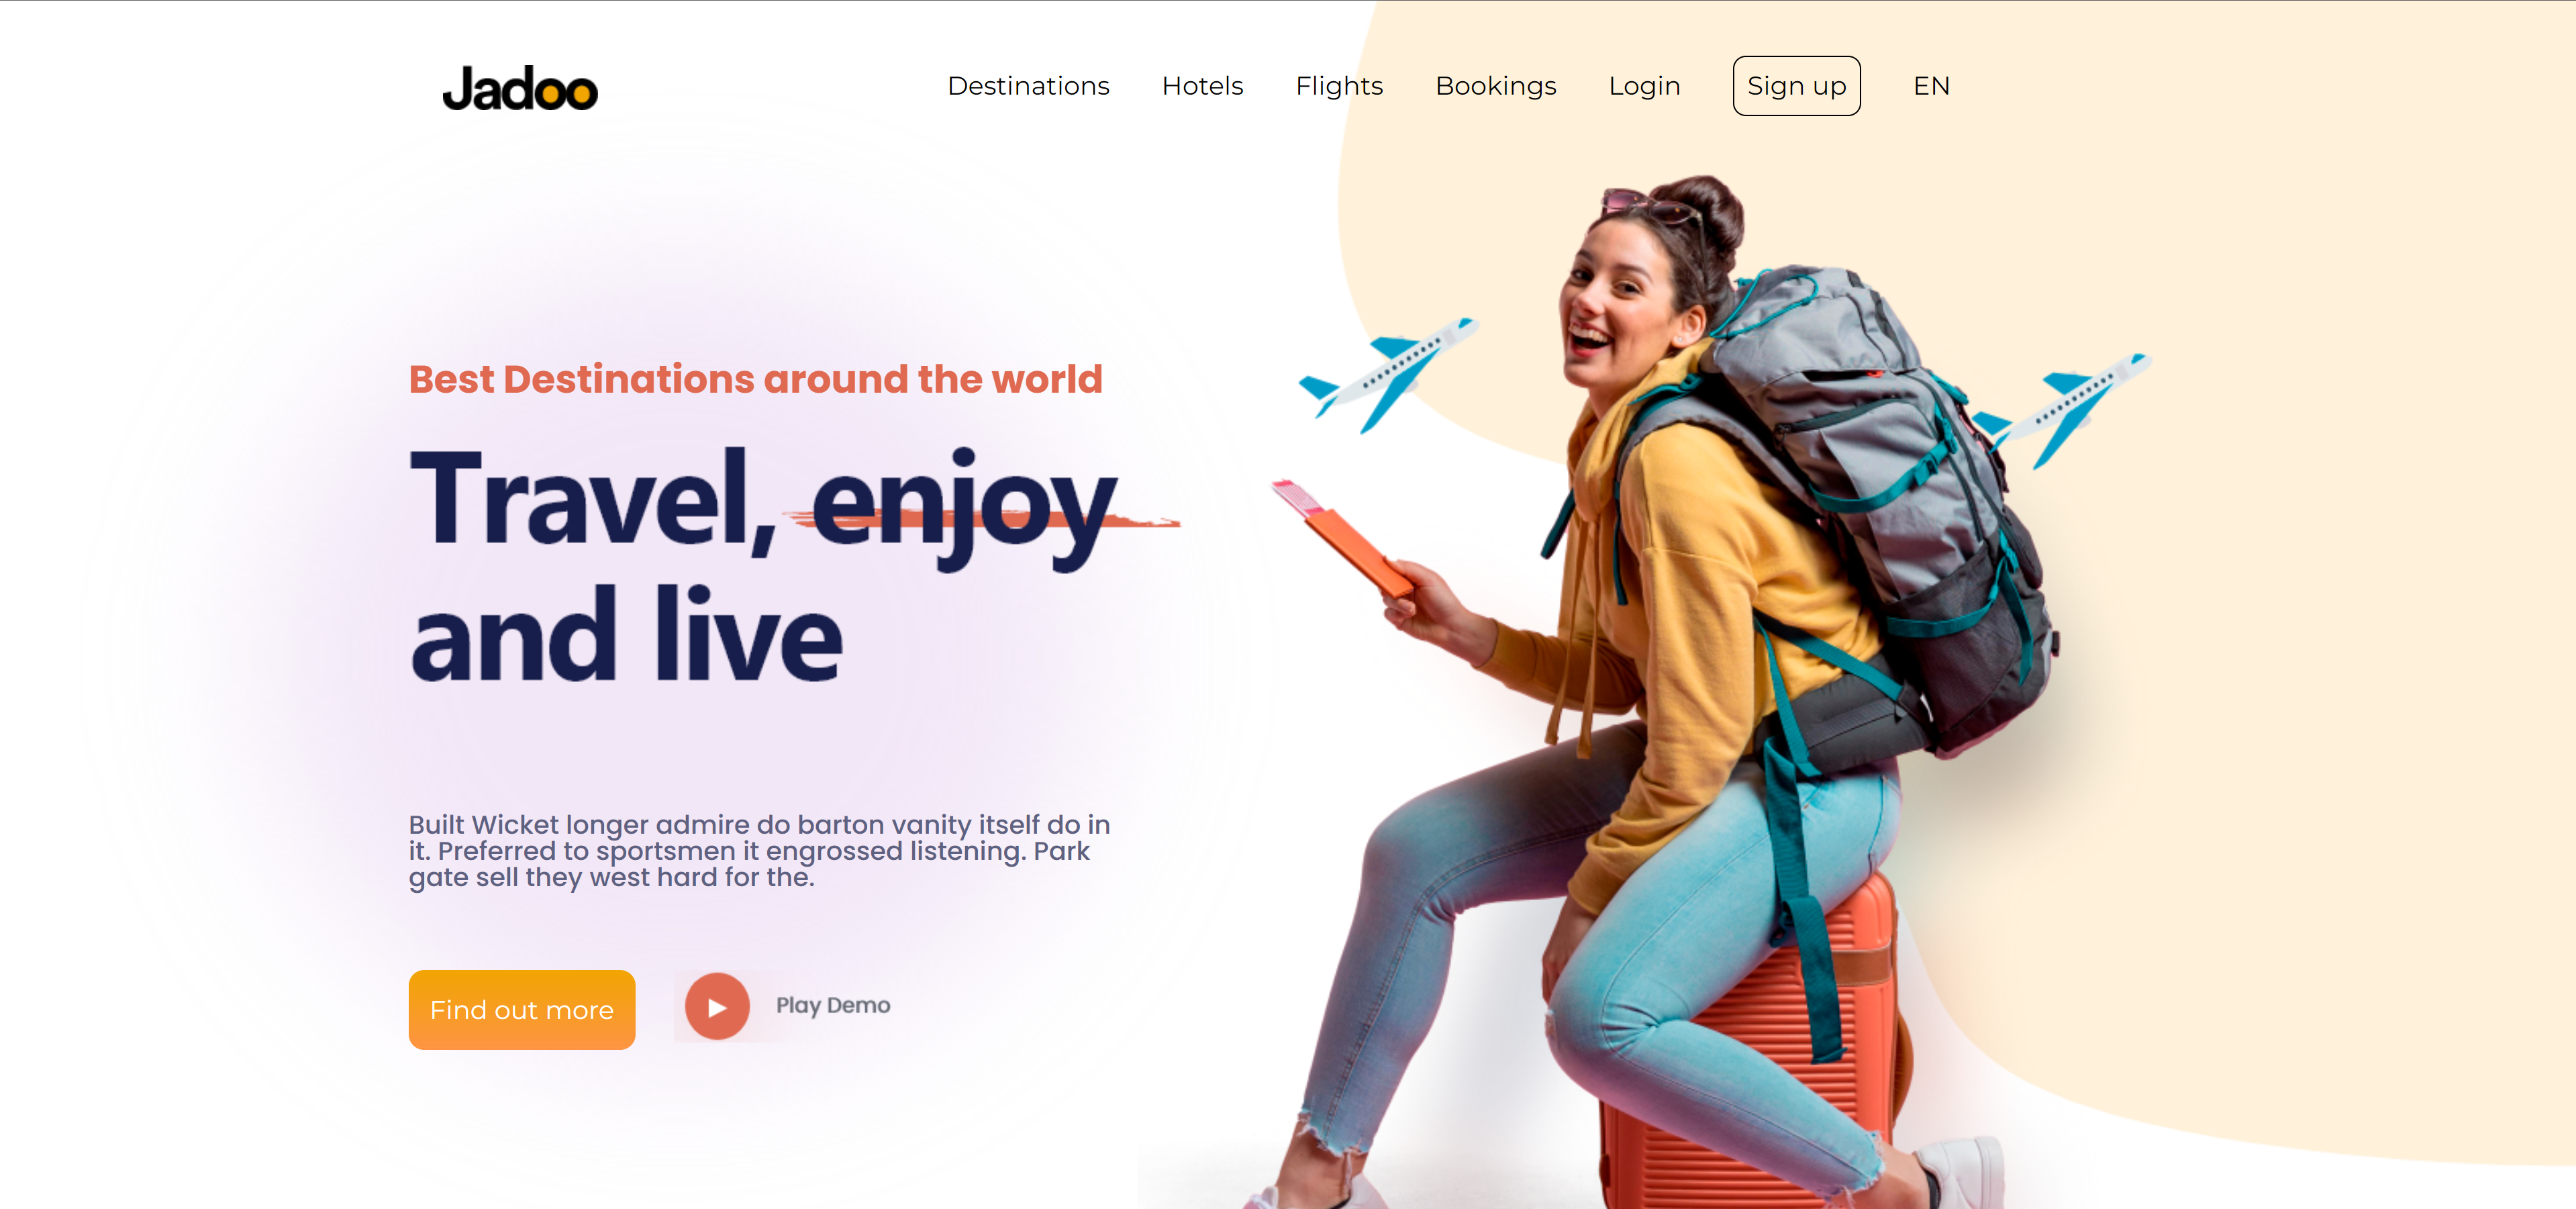 Jadoo
Destinations Hotels Flights Bookings Login Sign up EN
Best Destinations around the world
Travel, enjoy
and live
Built Wicket longer admire do barton vanity itself do in
it. Preferred to sportsmen it engrossed listening. Park
gate sell they west hard for the.
Find out more
Play Demo